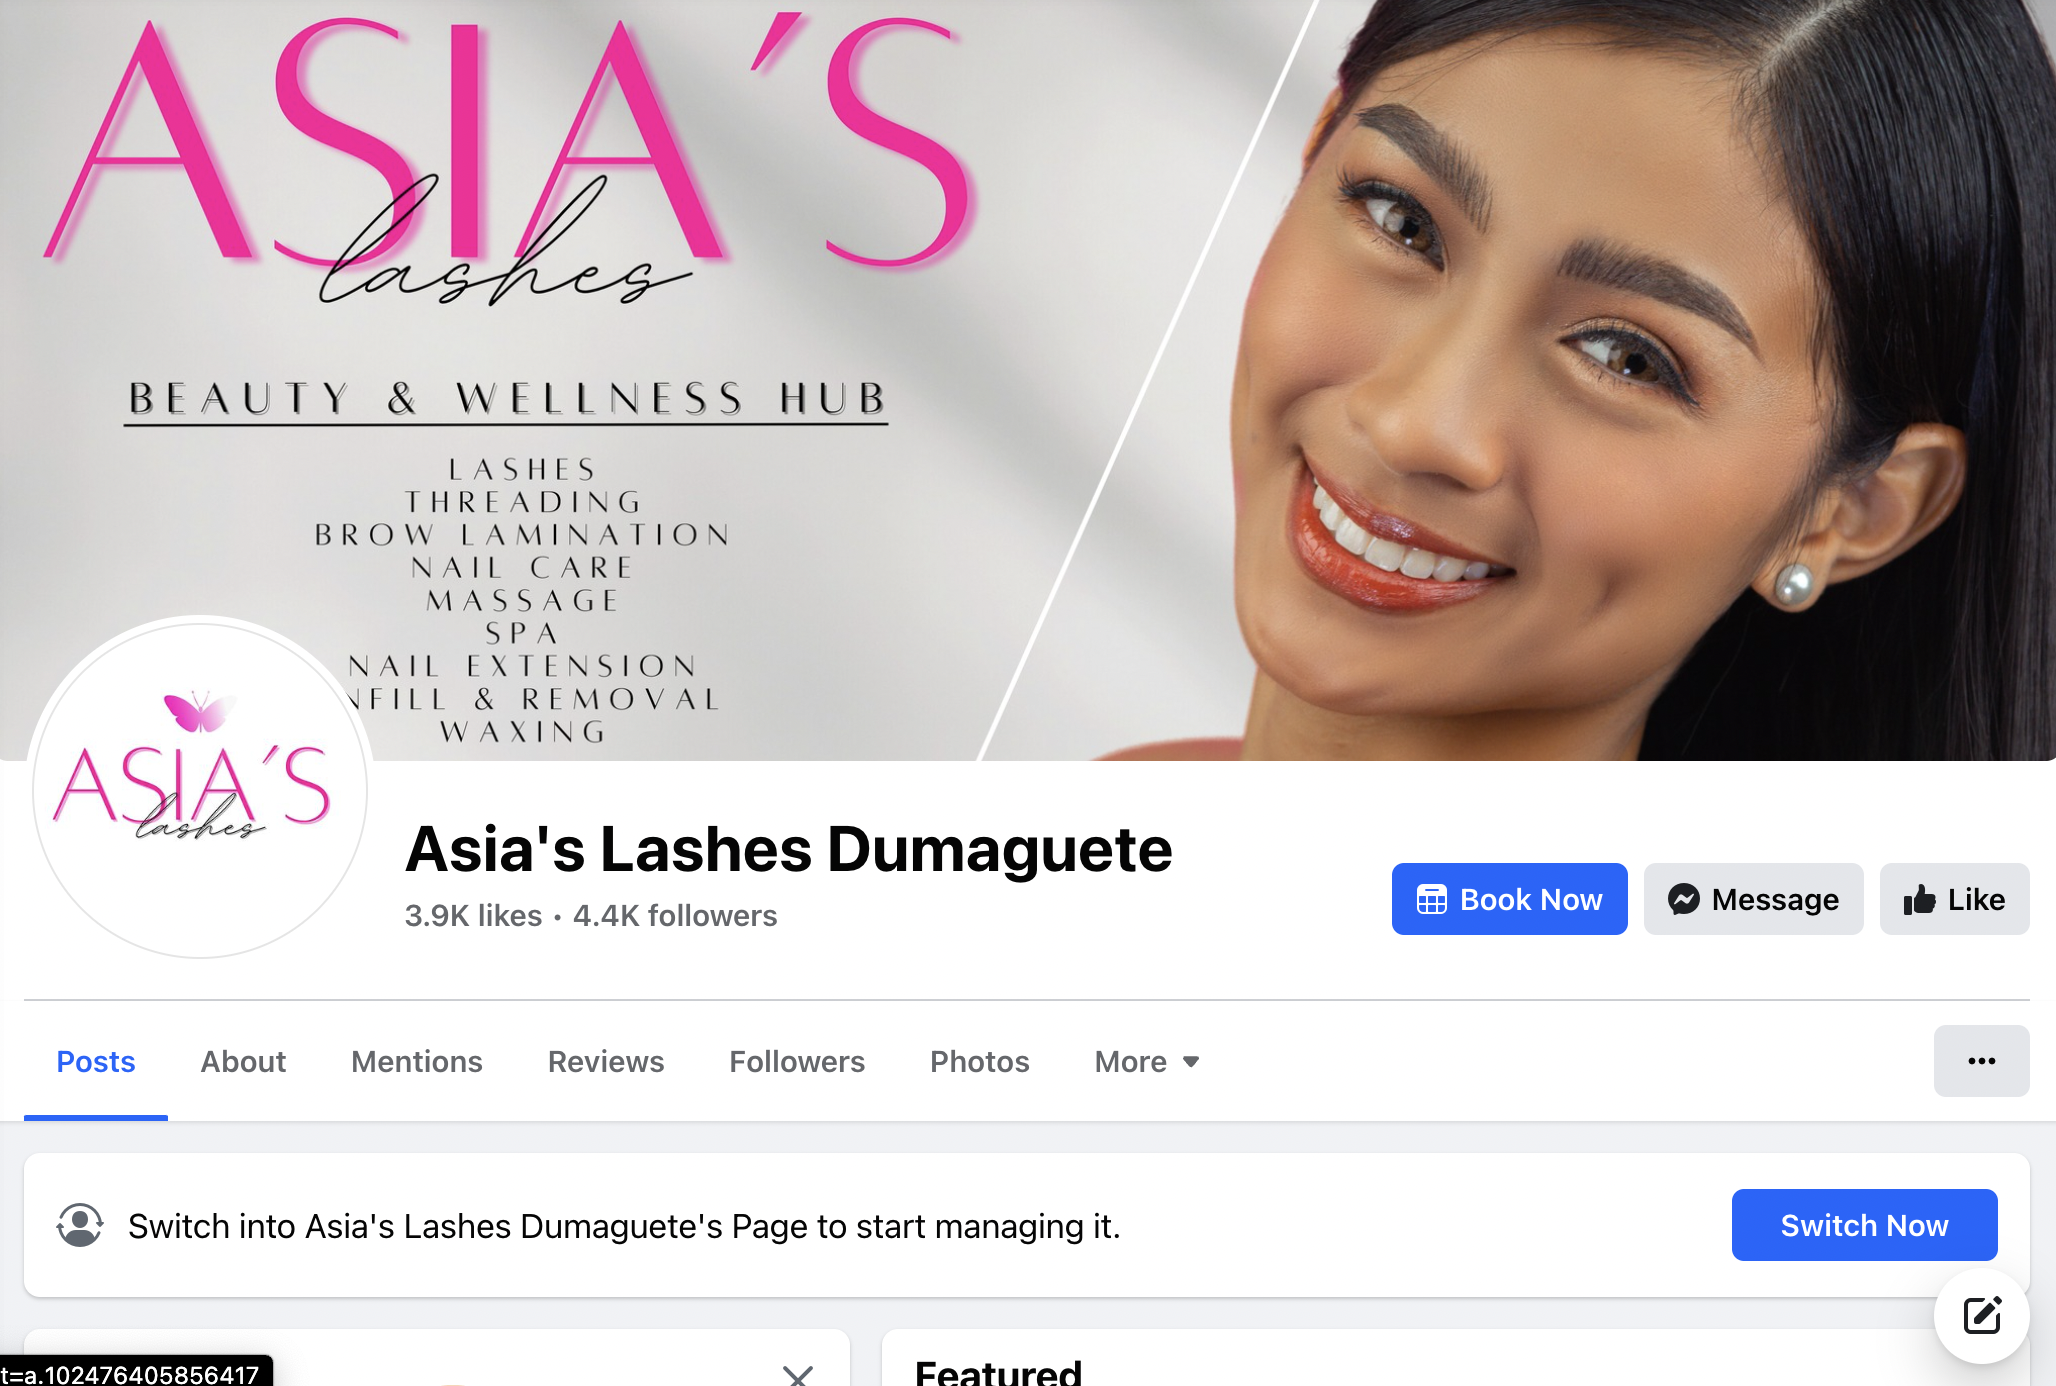 ASIA'S
lashes
BEAUTY & WELLNESS HUB
LASHES
THREADING
BROW LAMINATION
NAIL CARE
MASSAGE
SPA
NAIL EXTENSION
NFILL & REMOVAL
WAXING
ASIA'S
lashes
Asia's Lashes Dumaguete
3.9K likes • 4.4K followers
Book Now
Message
Like
Posts
About
Mentions
Reviews
Followers
Photos
More
Switch into Asia's Lashes Dumaguete's Page to start managing it.
Switch Now
Featured
t=a.102476405856417